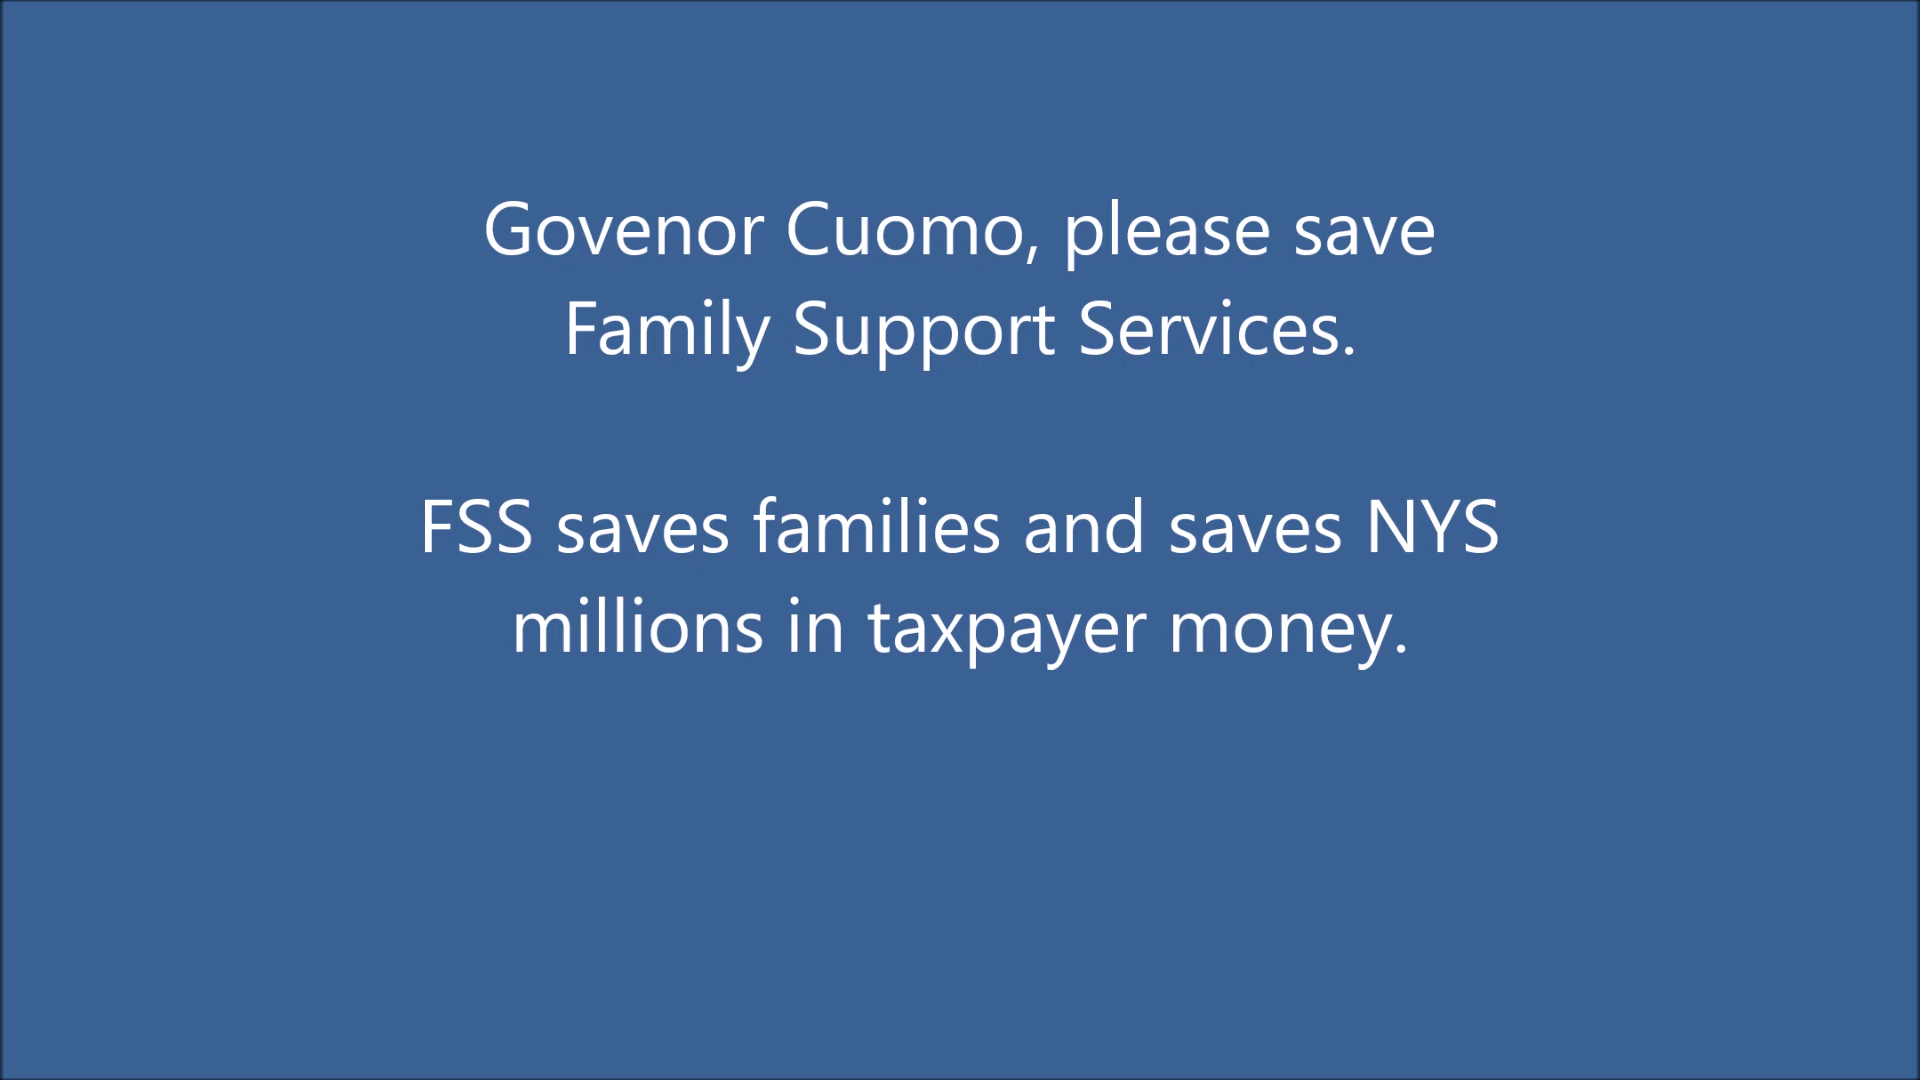 Govenor Cuomo, please save
Family Support Services.
FSS saves families and saves NYS
millions in taxpayer money.